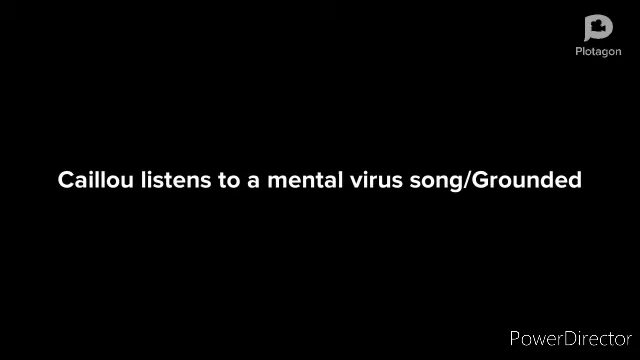 Plotagon
Caillou listens to a mental virus song/Grounded
PowerDirector